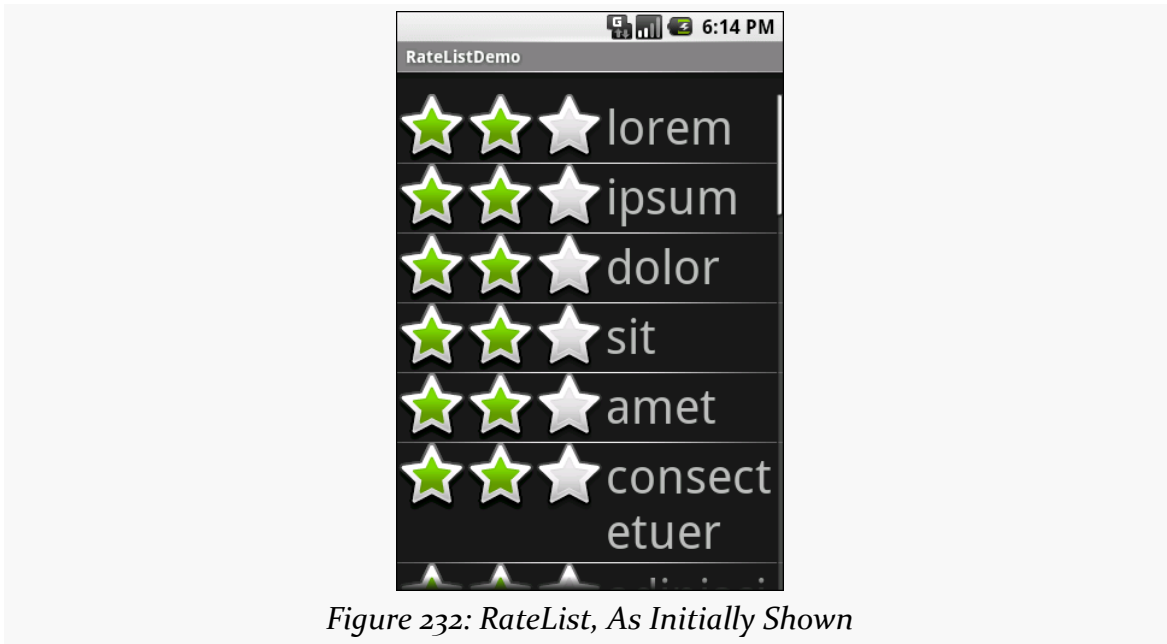 G
6:14 PM
RateListDemo
lorem
ipsum
dolor
sit
amet
consect
etuer
Figure 232: RateList, As Initially Shown